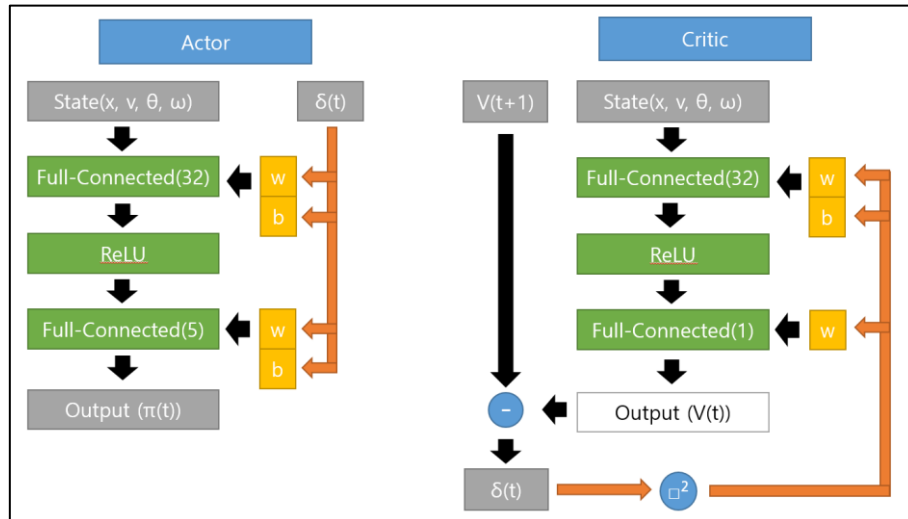 Actor
State(x, v, θ, ω)
δ(t)
Full-Connected(32)
w
b
ReLU
Full-Connected(5)
w
b
Output (π(t))
Critic
V(t+1)
State(x, v, θ, ω)
Full-Connected(32)
w
b
ReLU
Full-Connected(1)
w
-
Output (V(t))
δ(t)
□²